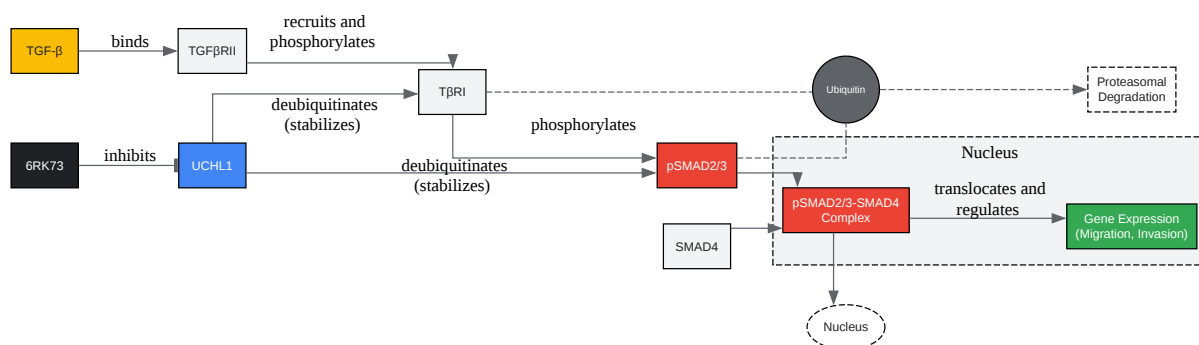 TGF-β
binds
TGFβRII
recruits and
phosphorylates
TβRI
Ubiquitin
Proteasomal
Degradation
deubiquitinates
(stabilizes)
phosphorylates
6RK73
inhibits
UCHL1
deubiquitinates
(stabilizes)
pSMAD2/3
Nucleus
pSMAD2/3-SMAD4
Complex
translocates and
regulates
Gene Expression
(Migration, Invasion)
SMAD4
Nucleus